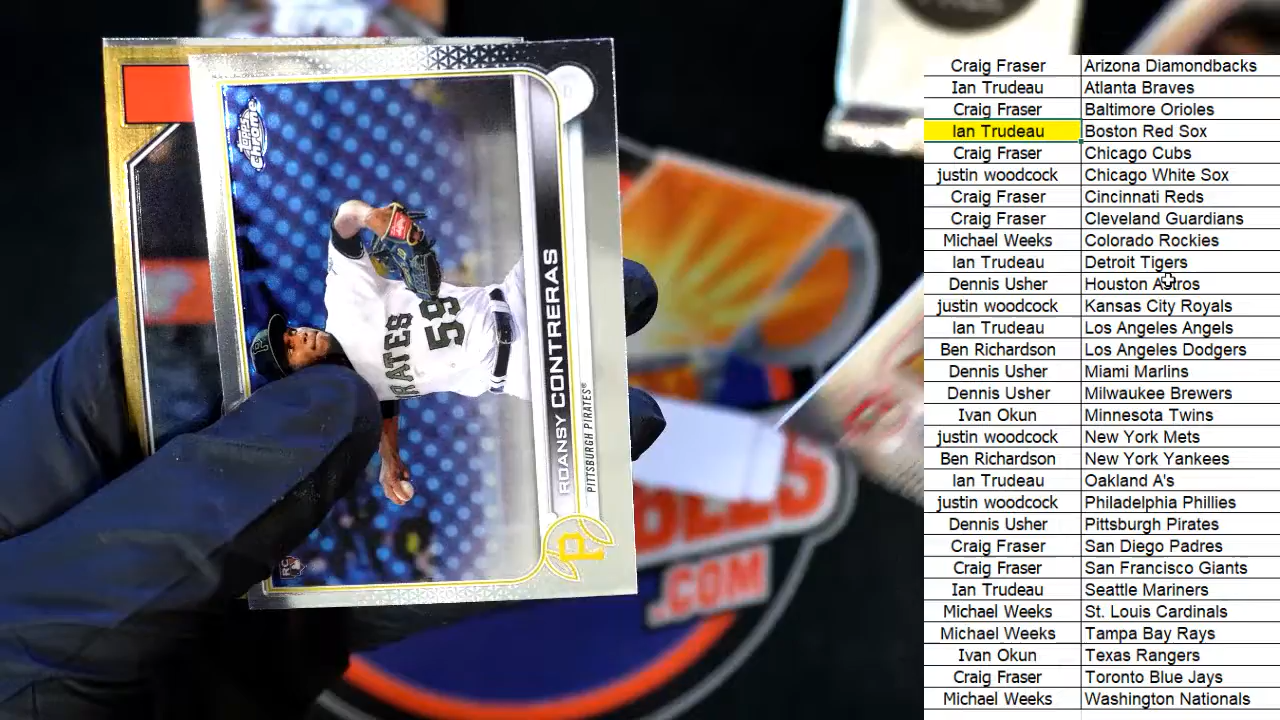 TOPPS CHROME
PIRATES
59
ROANSY CONTRERAS
PITTSBURGH PIRATES®
P
RC
.COM
Craig Fraser Arizona Diamondbacks
Ian Trudeau Atlanta Braves
Craig Fraser Baltimore Orioles
Ian Trudeau Boston Red Sox
Craig Fraser Chicago Cubs
justin woodcock Chicago White Sox
Craig Fraser Cincinnati Reds
Craig Fraser Cleveland Guardians
Michael Weeks Colorado Rockies
Ian Trudeau Detroit Tigers
Dennis Usher Houston Astros
justin woodcock Kansas City Royals
Ian Trudeau Los Angeles Angels
Ben Richardson Los Angeles Dodgers
Dennis Usher Miami Marlins
Dennis Usher Milwaukee Brewers
Ivan Okun Minnesota Twins
justin woodcock New York Mets
Ben Richardson New York Yankees
Ian Trudeau Oakland A's
justin woodcock Philadelphia Phillies
Dennis Usher Pittsburgh Pirates
Craig Fraser San Diego Padres
Craig Fraser San Francisco Giants
Ian Trudeau Seattle Mariners
Michael Weeks St. Louis Cardinals
Michael Weeks Tampa Bay Rays
Ivan Okun Texas Rangers
Craig Fraser Toronto Blue Jays
Michael Weeks Washington Nationals